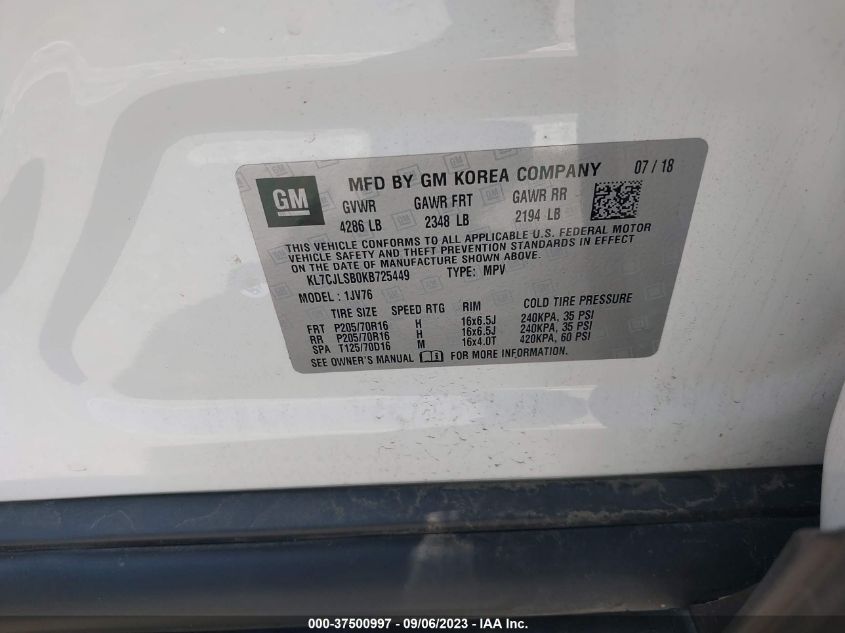 GM
MFD BY GM KOREA COMPANY 07 / 18
GVWR GAWR FRT GAWR RR
4286 LB 2348 LB 2194 LB
THIS VEHICLE CONFORMS TO ALL APPLICABLE U.S. FEDERAL MOTOR
VEHICLE SAFETY AND THEFT PREVENTION STANDARDS IN EFFECT
ON THE DATE OF MANUFACTURE SHOWN ABOVE.
KL7CJLSB0KB725449 TYPE: MPV
MODEL: 1JV76
TIRE SIZE SPEED RTG RIM COLD TIRE PRESSURE
FRT P205/70R16 H 16x6.5J 240KPA, 35 PSI
RR P205/70R16 H 16x6.5J 240KPA, 35 PSI
SPA T125/70D16 M 16x4.0T 420KPA, 60 PSI
SEE OWNER'S MANUAL FOR MORE INFORMATION.
000-37500997 - 09/06/2023 - IAA Inc.